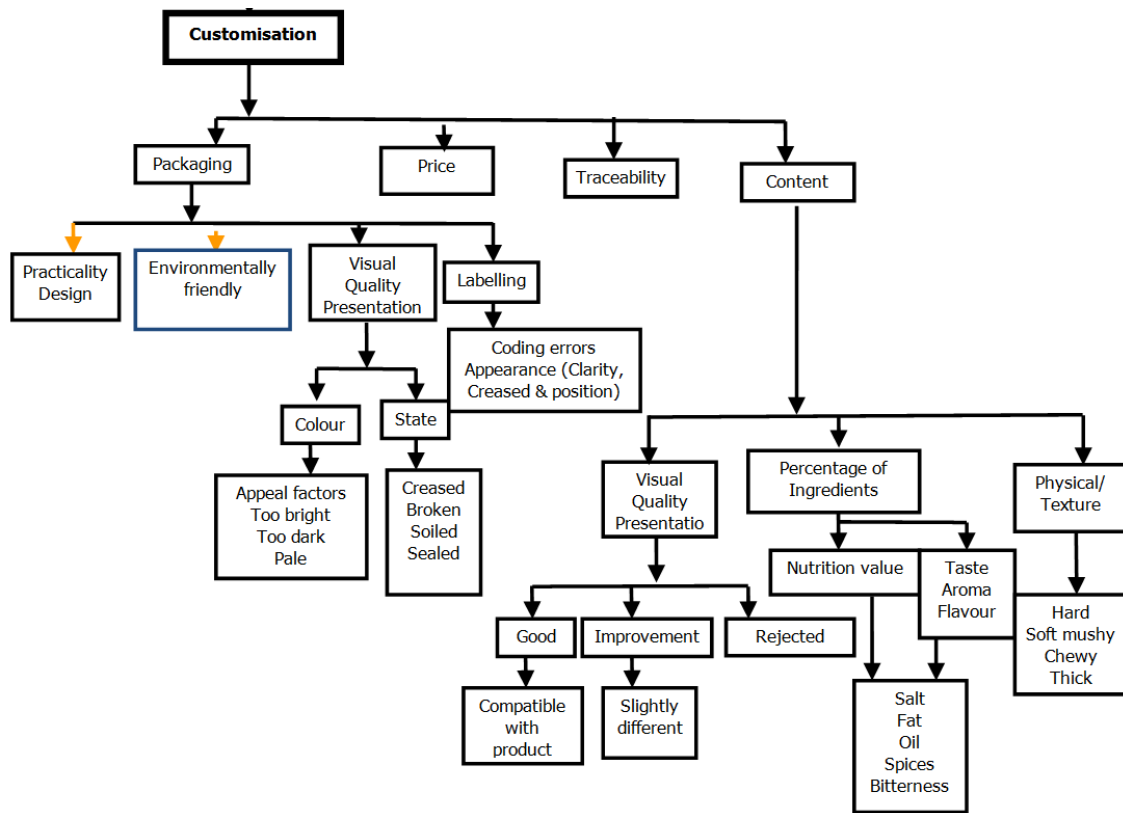 Customisation
Packaging
Price
Traceability
Content
Practicality
Design
Environmentally
friendly
Visual
Quality
Presentation
Labelling
Coding errors
Appearance (Clarity,
Creased & position)
Colour
State
Appeal factors
Too bright
Too dark
Pale
Creased
Broken
Soiled
Sealed
Visual
Quality
Presentatio
Percentage of
Ingredients
Physical/
Texture
Nutrition value
Taste
Aroma
Flavour
Hard
Soft mushy
Chewy
Thick
Good
Improvement
Rejected
Compatible
with
product
Slightly
different
Salt
Fat
Oil
Spices
Bitterness